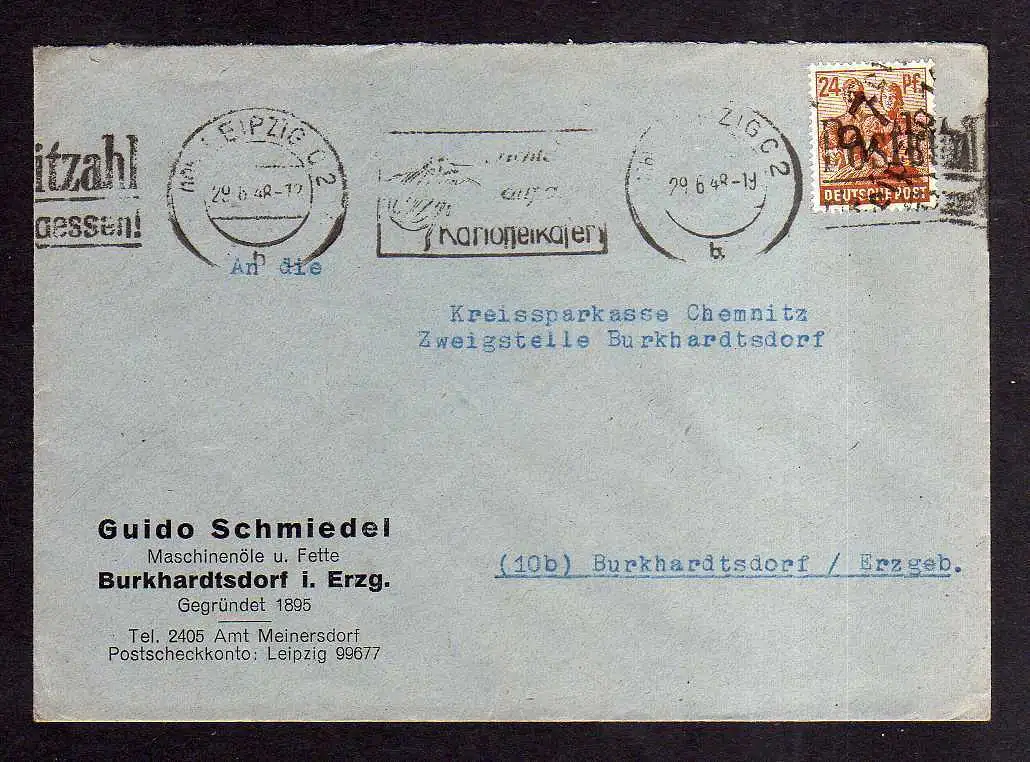 itzahl
gessen!
LEIPZIG C 2
29.6.48-19
b
Kartoffelkäfer
ZIG C 2
29.6.48-19
b
24 Pf
DEUTSCHE POST
An die
Kreissparkasse Chemnitz
Zweigstelle Burkhardtsdorf
Guido Schmiedel
Maschinenöle u. Fette
Burkhardtsdorf i. Erzg.
Gegründet 1895
Tel. 2405 Amt Meinersdorf
Postscheckkonto: Leipzig 99677
(10b) Burkhardtsdorf / Erzgeb.